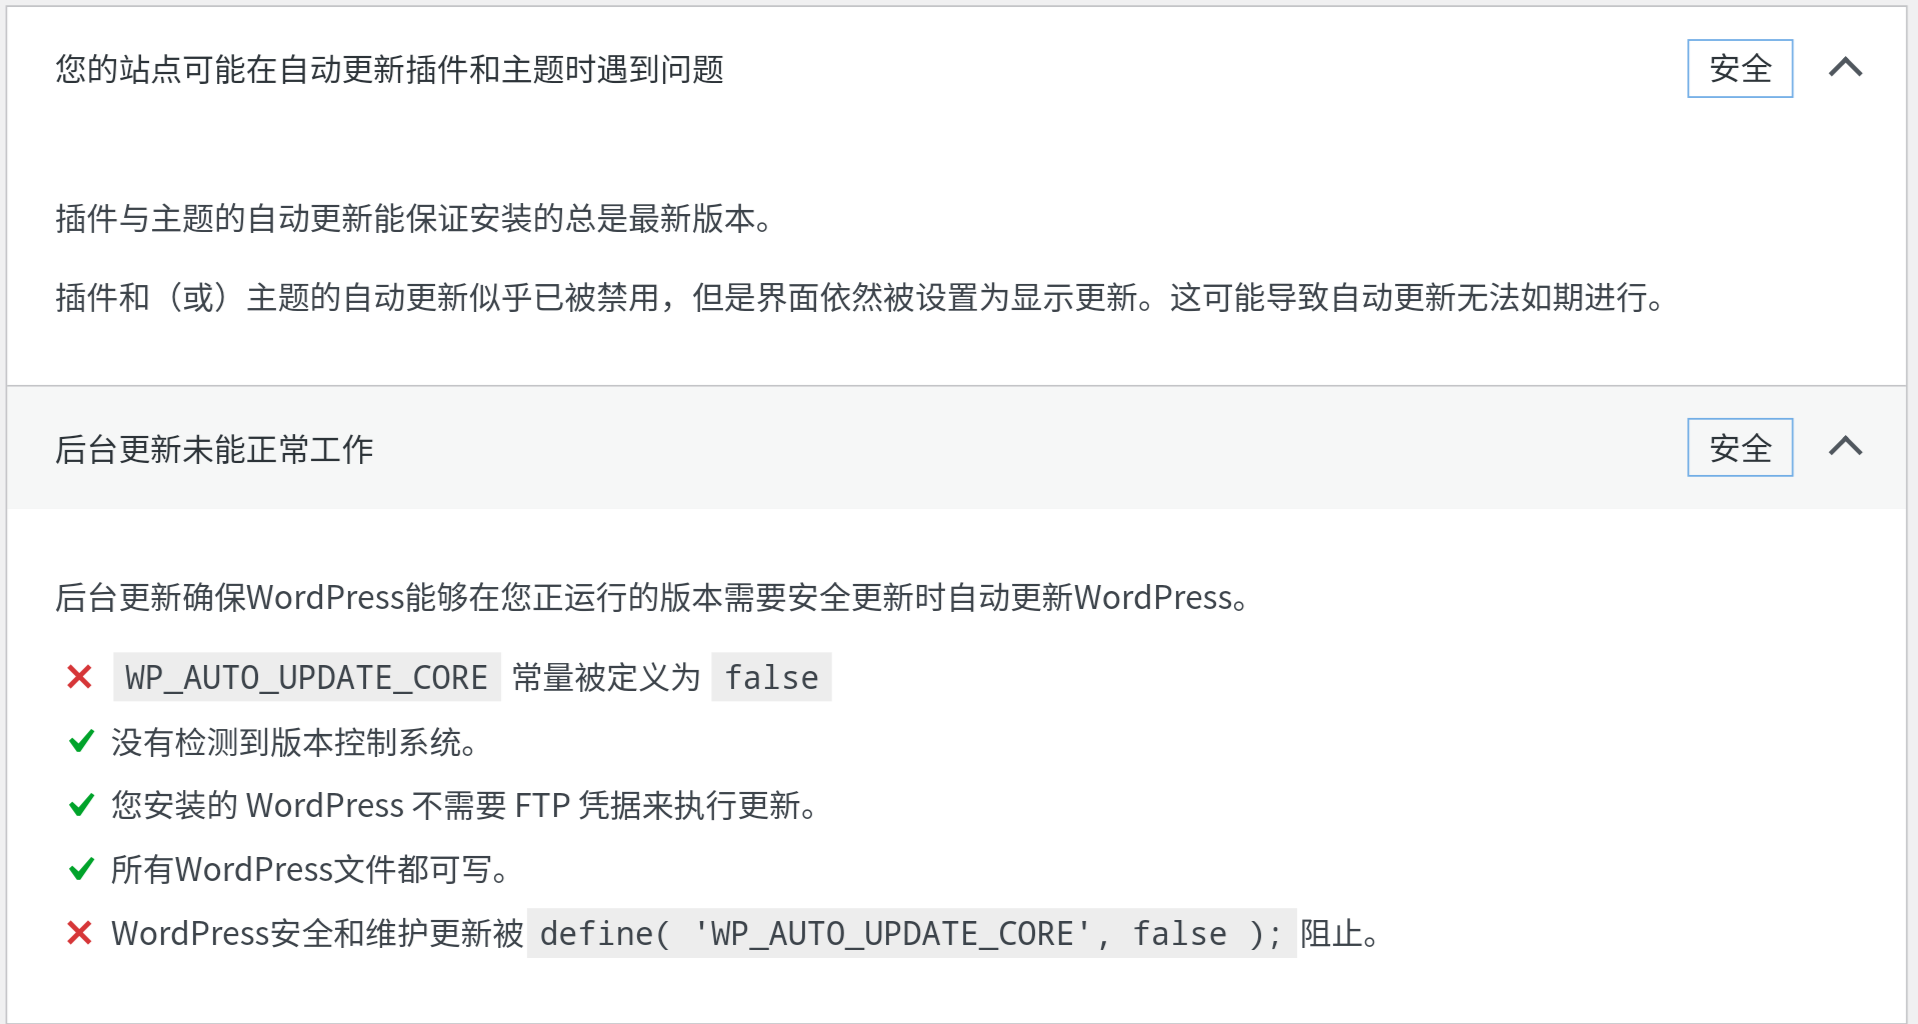 您的站点可能在自动更新插件和主题时遇到问题 安全
插件与主题的自动更新能保证安装的总是最新版本。
插件和（或）主题的自动更新似乎已被禁用，但是界面依然被设置为显示更新。这可能导致自动更新无法如期进行。
后台更新未能正常工作 安全
后台更新确保WordPress能够在您正运行的版本需要安全更新时自动更新WordPress。
WP_AUTO_UPDATE_CORE 常量被定义为 false
没有检测到版本控制系统。
您安装的 WordPress 不需要 FTP 凭据来执行更新。
所有WordPress文件都可写。
WordPress安全和维护更新被 define( 'WP_AUTO_UPDATE_CORE', false ); 阻止。